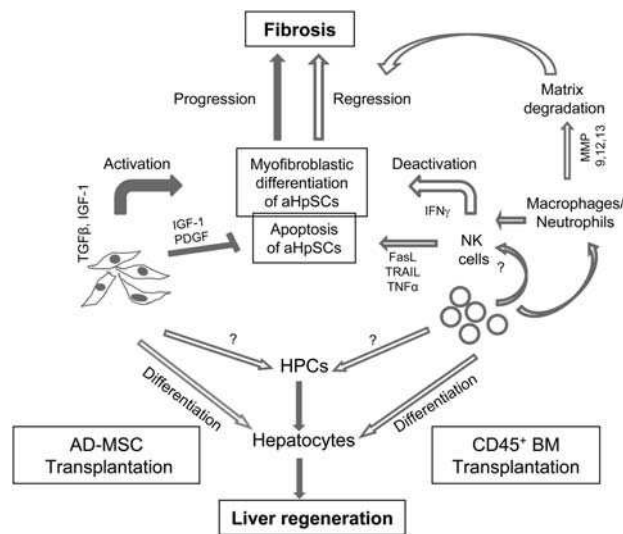 Fibrosis
Progression
Regression
Matrix
degradation
MMP
9,12,13
Activation
Myofibroblastic
differentiation
of aHpSCs
Deactivation
TGFβ, IGF-1
IGF-1
PDGF
Apoptosis
of aHpSCs
IFNγ
Macrophages/
Neutrophils
FasL
TRAIL
TNFα
NK
cells
?
?
?
HPCs
Differentiation
Differentiation
Hepatocytes
AD-MSC
Transplantation
CD45⁺ BM
Transplantation
Liver regeneration